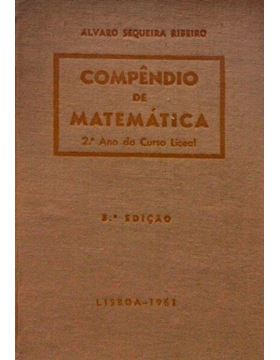 ALVARO SEQUEIRA RIBEIRO
COMPÊNDIO
DE
MATEMÁTICA
2.º Ano do Curso Liceal
3.ª EDIÇÃO
LISBOA-1961